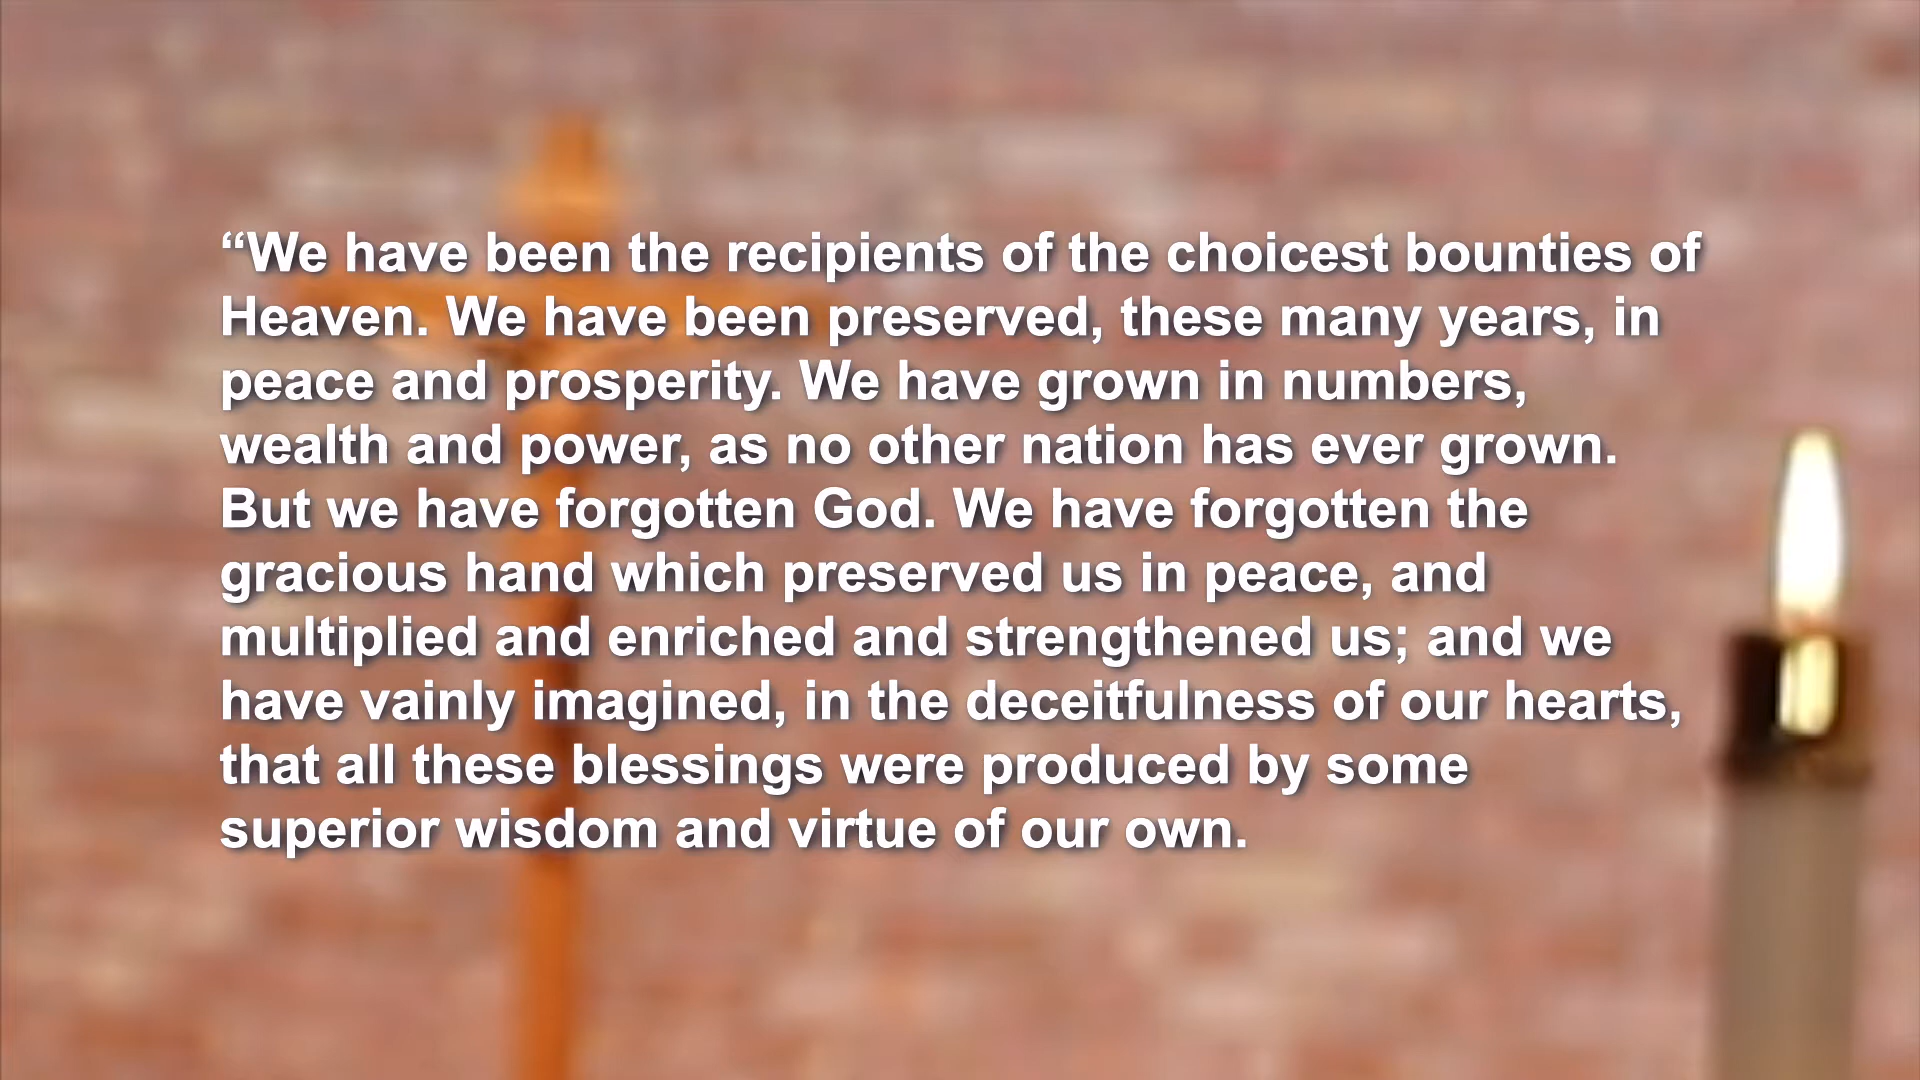 “We have been the recipients of the choicest bounties of
Heaven. We have been preserved, these many years, in
peace and prosperity. We have grown in numbers,
wealth and power, as no other nation has ever grown.
But we have forgotten God. We have forgotten the
gracious hand which preserved us in peace, and
multiplied and enriched and strengthened us; and we
have vainly imagined, in the deceitfulness of our hearts,
that all these blessings were produced by some
superior wisdom and virtue of our own.